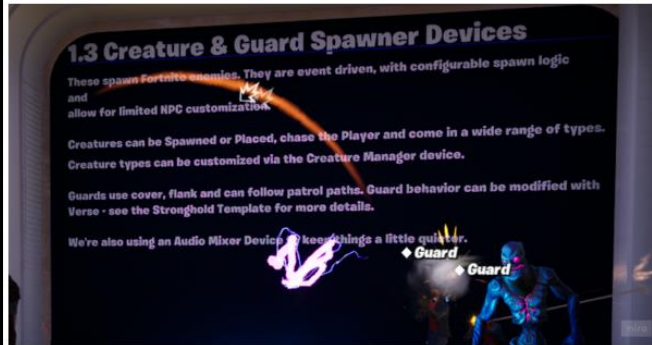 1.3 Creature & Guard Spawner Devices
These spawn Fortnite enemies. They are event driven, with configurable spawn logic
and
allow for limited NPC customization.
Creatures can be Spawned or Placed, chase the Player and come in a wide range of types.
Creature types can be customized via the Creature Manager device.
Guards use cover, flank and can follow patrol paths. Guard behavior can be modified with
Verse - see the Stronghold Template for more details.
We're also using an Audio Mixer Device to keep things a little quieter.
Guard
Guard
miro